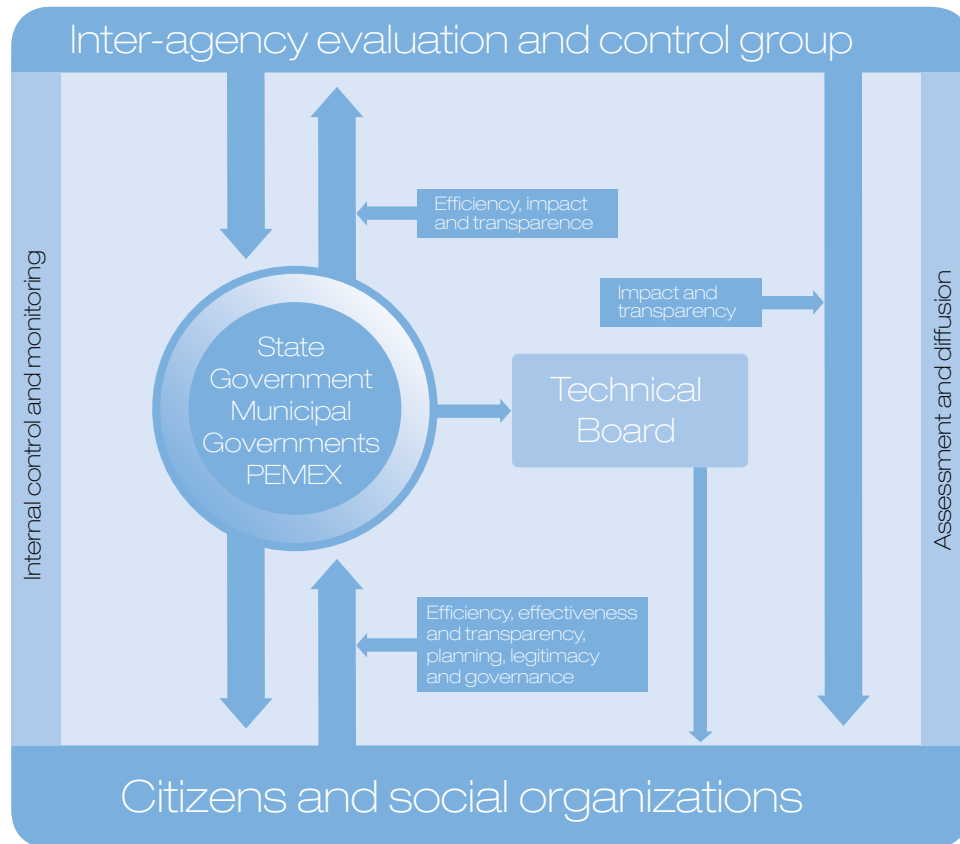 Inter-agency evaluation and control group
Internal control and monitoring
Efficiency, impact
and transparence
Impact and
transparency
Assessment and diffusion
State
Government
Municipal
Governments
PEMEX
Technical
Board
Efficiency, effectiveness
and transparency,
planning, legitimacy
and governance
Citizens and social organizations